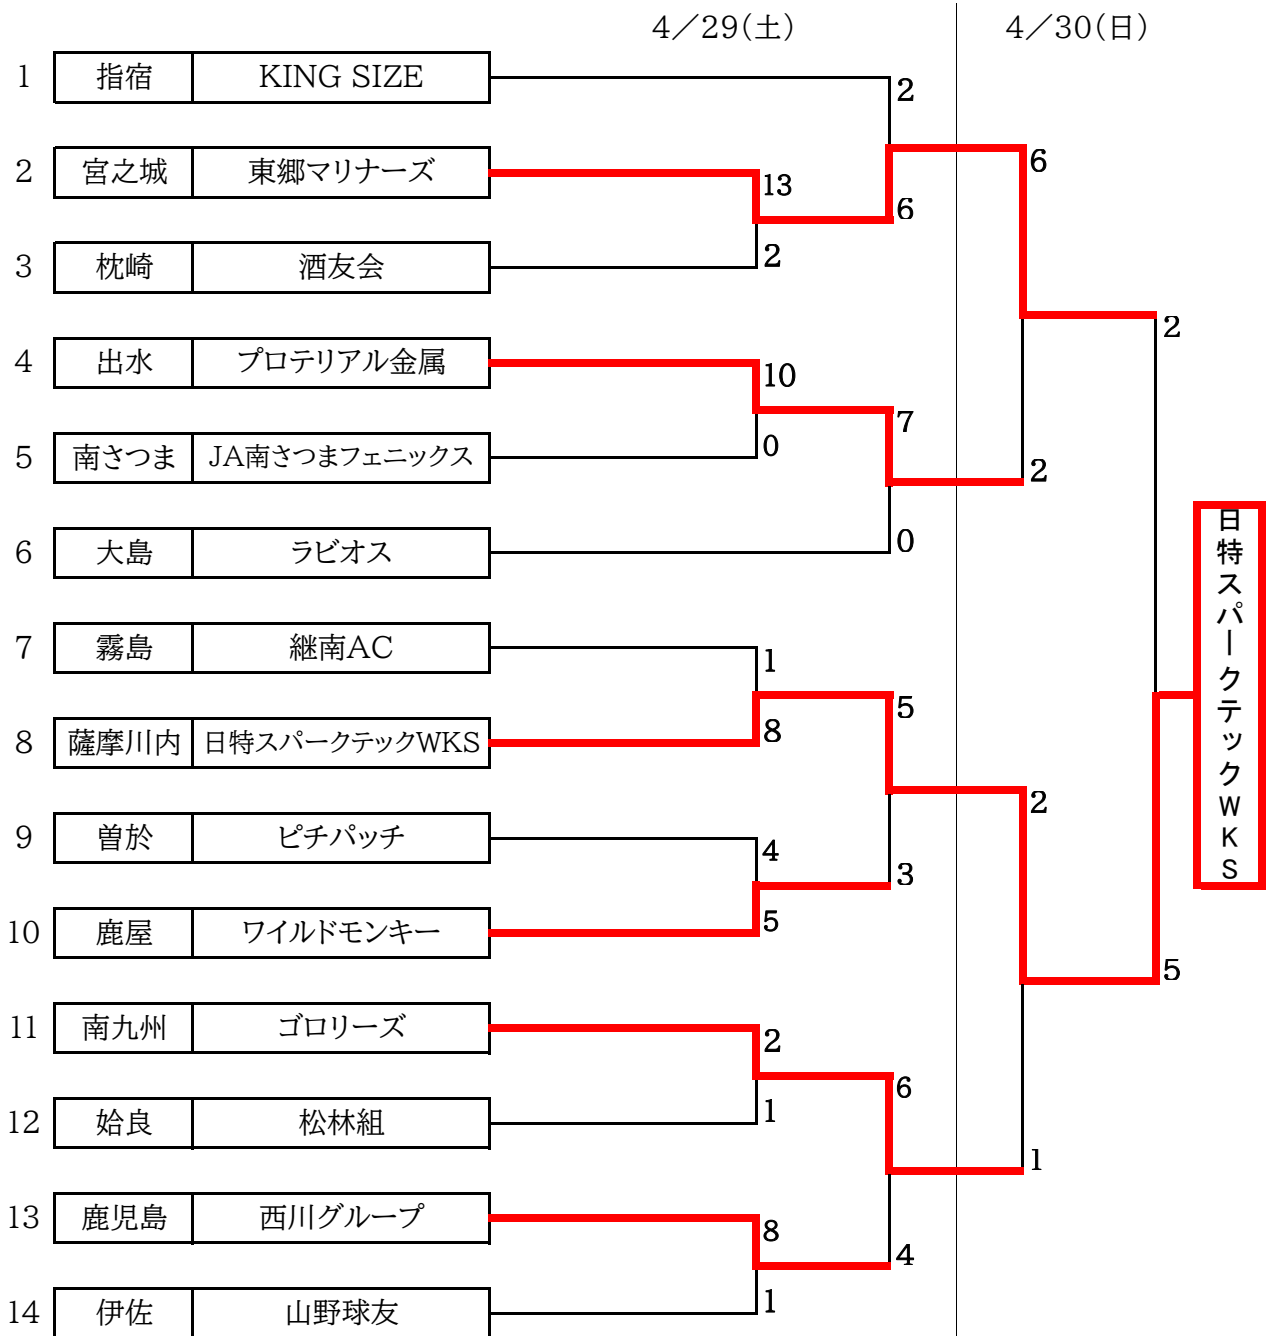 4／29(土)
4／30(日)
1 指宿 KING SIZE
2
2 宮之城 東郷マリナーズ
13
6
6
3 枕崎 酒友会
2
4 出水 プロテリアル金属
10
7
2
5 南さつま JA南さつまフェニックス
0
2
6 大島 ラビオス
0
7 霧島 継南AC
1
5
8 薩摩川内 日特スパークテックWKS
8
2
日特スパークテックWKS
9 曽於 ピチパッチ
4
3
10 鹿屋 ワイルドモンキー
5
5
11 南九州 ゴロリーズ
2
6
12 姶良 松林組
1
1
13 鹿児島 西川グループ
8
4
14 伊佐 山野球友
1